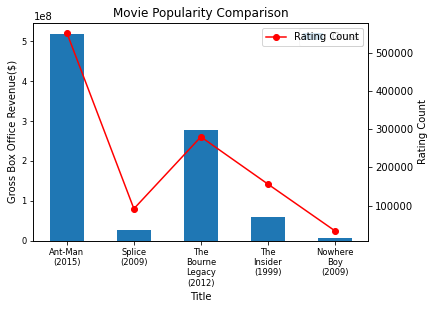 Movie Popularity Comparison
1e8
Rating Count
5
4
3
2
1
0
Gross Box Office Revenue($)
500000
400000
300000
200000
100000
Rating Count
Ant-Man
(2015)
Splice
(2009)
The
Bourne
Legacy
(2012)
The
Insider
(1999)
Nowhere
Boy
(2009)
Title